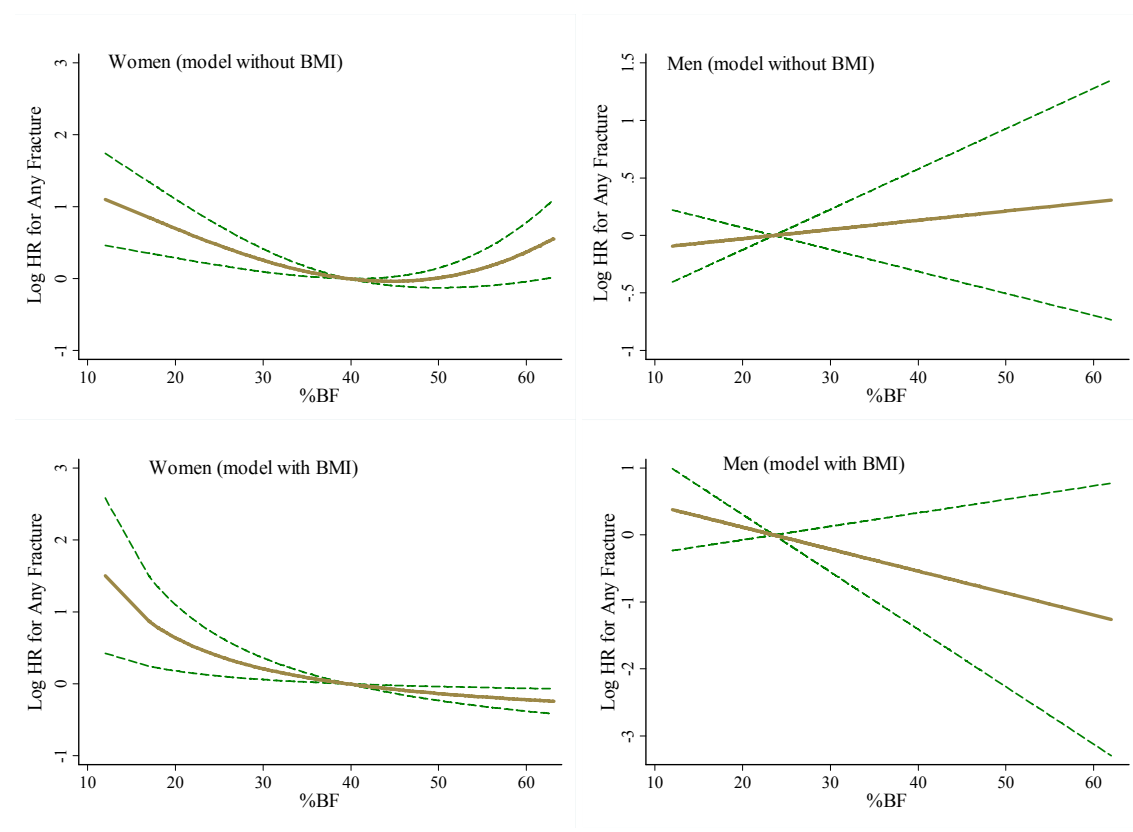 Women (model without BMI)
Log HR for Any Fracture
3
2
1
0
-1
10 20 30 40 50 60
%BF
Men (model without BMI)
Log HR for Any Fracture
1.5
1
.5
0
-.5
-1
10 20 30 40 50 60
%BF
Women (model with BMI)
Log HR for Any Fracture
3
2
1
0
-1
10 20 30 40 50 60
%BF
Men (model with BMI)
Log HR for Any Fracture
1
0
-1
-2
-3
10 20 30 40 50 60
%BF